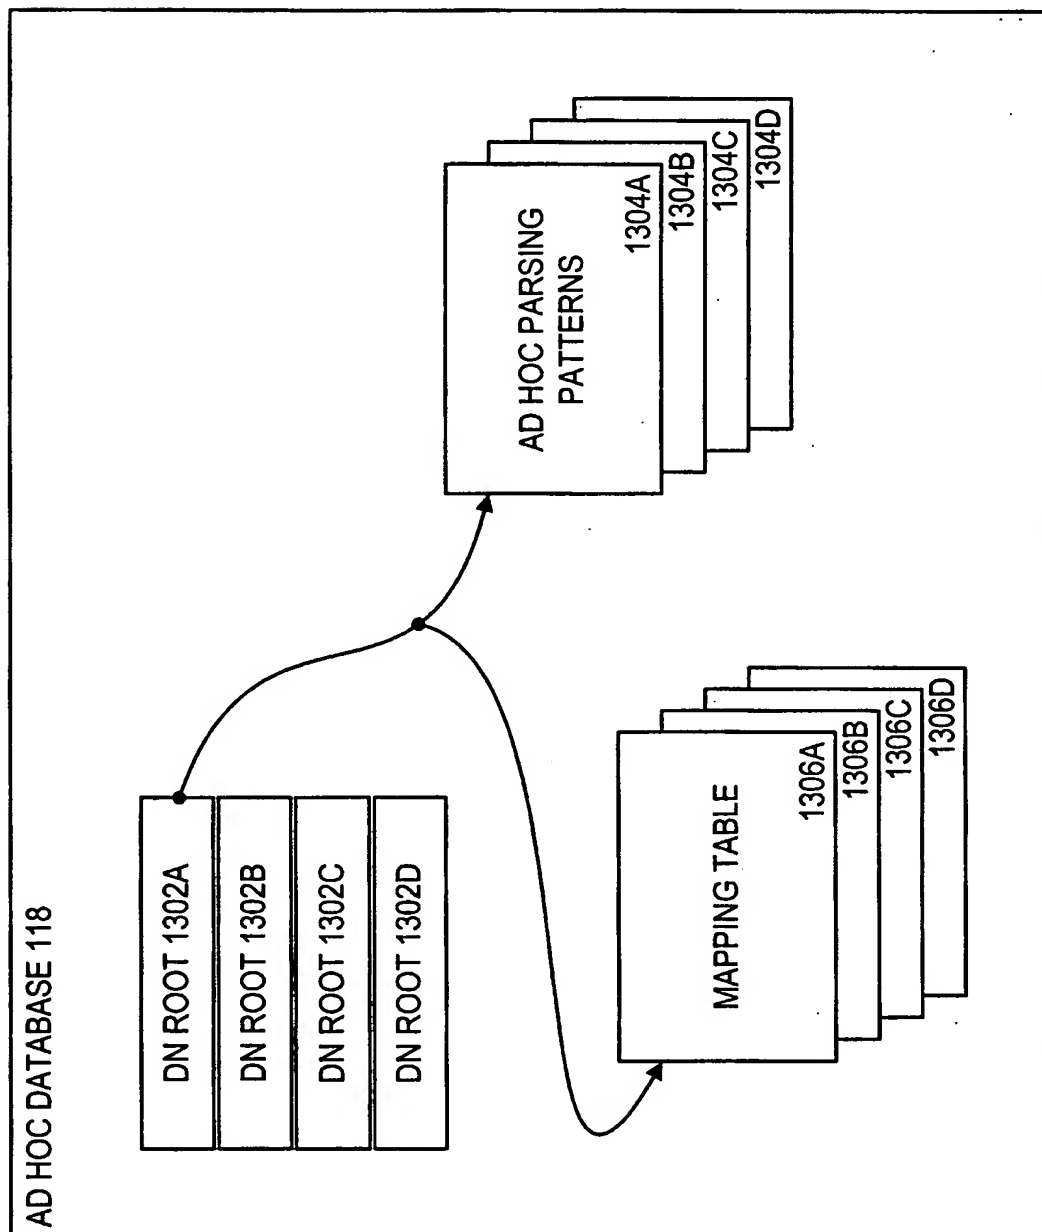 AD HOC DATABASE 118
DN ROOT 1302A
DN ROOT 1302B
DN ROOT 1302C
DN ROOT 1302D
AD HOC PARSING
PATTERNS
1304A
1304B
1304C
1304D
MAPPING TABLE
1306A
1306B
1306C
1306D